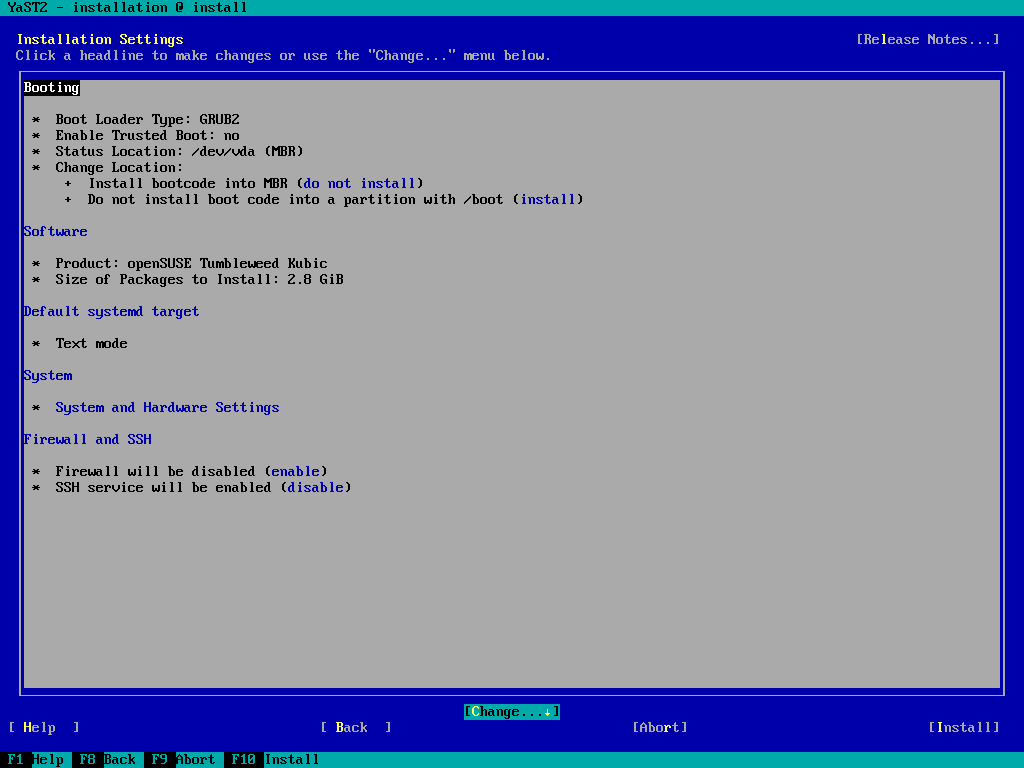 YaST2 - installation @ install
Installation Settings [Release Notes...]
Click a headline to make changes or use the "Change..." menu below.
Booting
* Boot Loader Type: GRUB2
* Enable Trusted Boot: no
* Status Location: /dev/vda (MBR)
* Change Location:
+ Install bootcode into MBR (do not install)
+ Do not install boot code into a partition with /boot (install)
Software
* Product: openSUSE Tumbleweed Kubic
* Size of Packages to Install: 2.8 GiB
Default systemd target
* Text mode
System
* System and Hardware Settings
Firewall and SSH
* Firewall will be disabled (enable)
* SSH service will be enabled (disable)
[Change...↓]
[ Help ] [ Back ] [Abort] [Install]
F1 Help F8 Back F9 Abort F10 Install